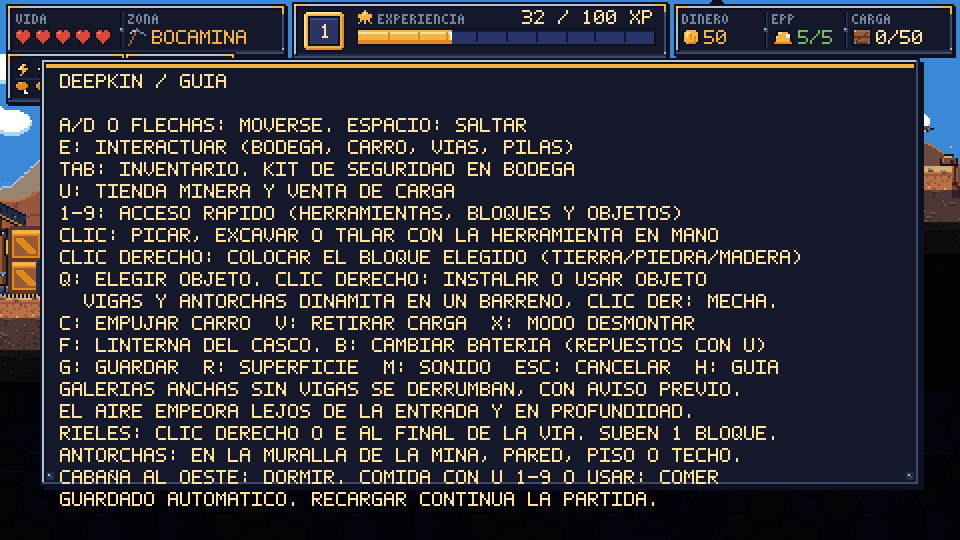 VIDA
ZONA
BOCAMINA
1
EXPERIENCIA
32 / 100 XP
DINERO
50
EPP
5/5
CARGA
0/50
DEEPKIN / GUIA
A/D O FLECHAS: MOVERSE. ESPACIO: SALTAR
E: INTERACTUAR (BODEGA, CARRO, VIAS, PILAS)
TAB: INVENTARIO. KIT DE SEGURIDAD EN BODEGA
U: TIENDA MINERA Y VENTA DE CARGA
1-9: ACCESO RAPIDO (HERRAMIENTAS, BLOQUES Y OBJETOS)
CLIC: PICAR, EXCAVAR O TALAR CON LA HERRAMIENTA EN MANO
CLIC DERECHO: COLOCAR EL BLOQUE ELEGIDO (TIERRA/PIEDRA/MADERA)
Q: ELEGIR OBJETO. CLIC DERECHO: INSTALAR O USAR OBJETO
VIGAS Y ANTORCHAS DINAMITA EN UN BARRENO, CLIC DER: MECHA.
C: EMPUJAR CARRO  V: RETIRAR CARGA  X: MODO DESMONTAR
F: LINTERNA DEL CASCO. B: CAMBIAR BATERIA (REPUESTOS CON U)
G: GUARDAR  R: SUPERFICIE  M: SONIDO  ESC: CANCELAR  H: GUIA
GALERIAS ANCHAS SIN VIGAS SE DERRUMBAN, CON AVISO PREVIO.
EL AIRE EMPEORA LEJOS DE LA ENTRADA Y EN PROFUNDIDAD.
RIELES: CLIC DERECHO O E AL FINAL DE LA VIA. SUBEN 1 BLOQUE.
ANTORCHAS: EN LA MURALLA DE LA MINA, PARED, PISO O TECHO.
CABAÑA AL OESTE: DORMIR. COMIDA CON U 1-9 O USAR: COMER
GUARDADO AUTOMATICO. RECARGAR CONTINUA LA PARTIDA.